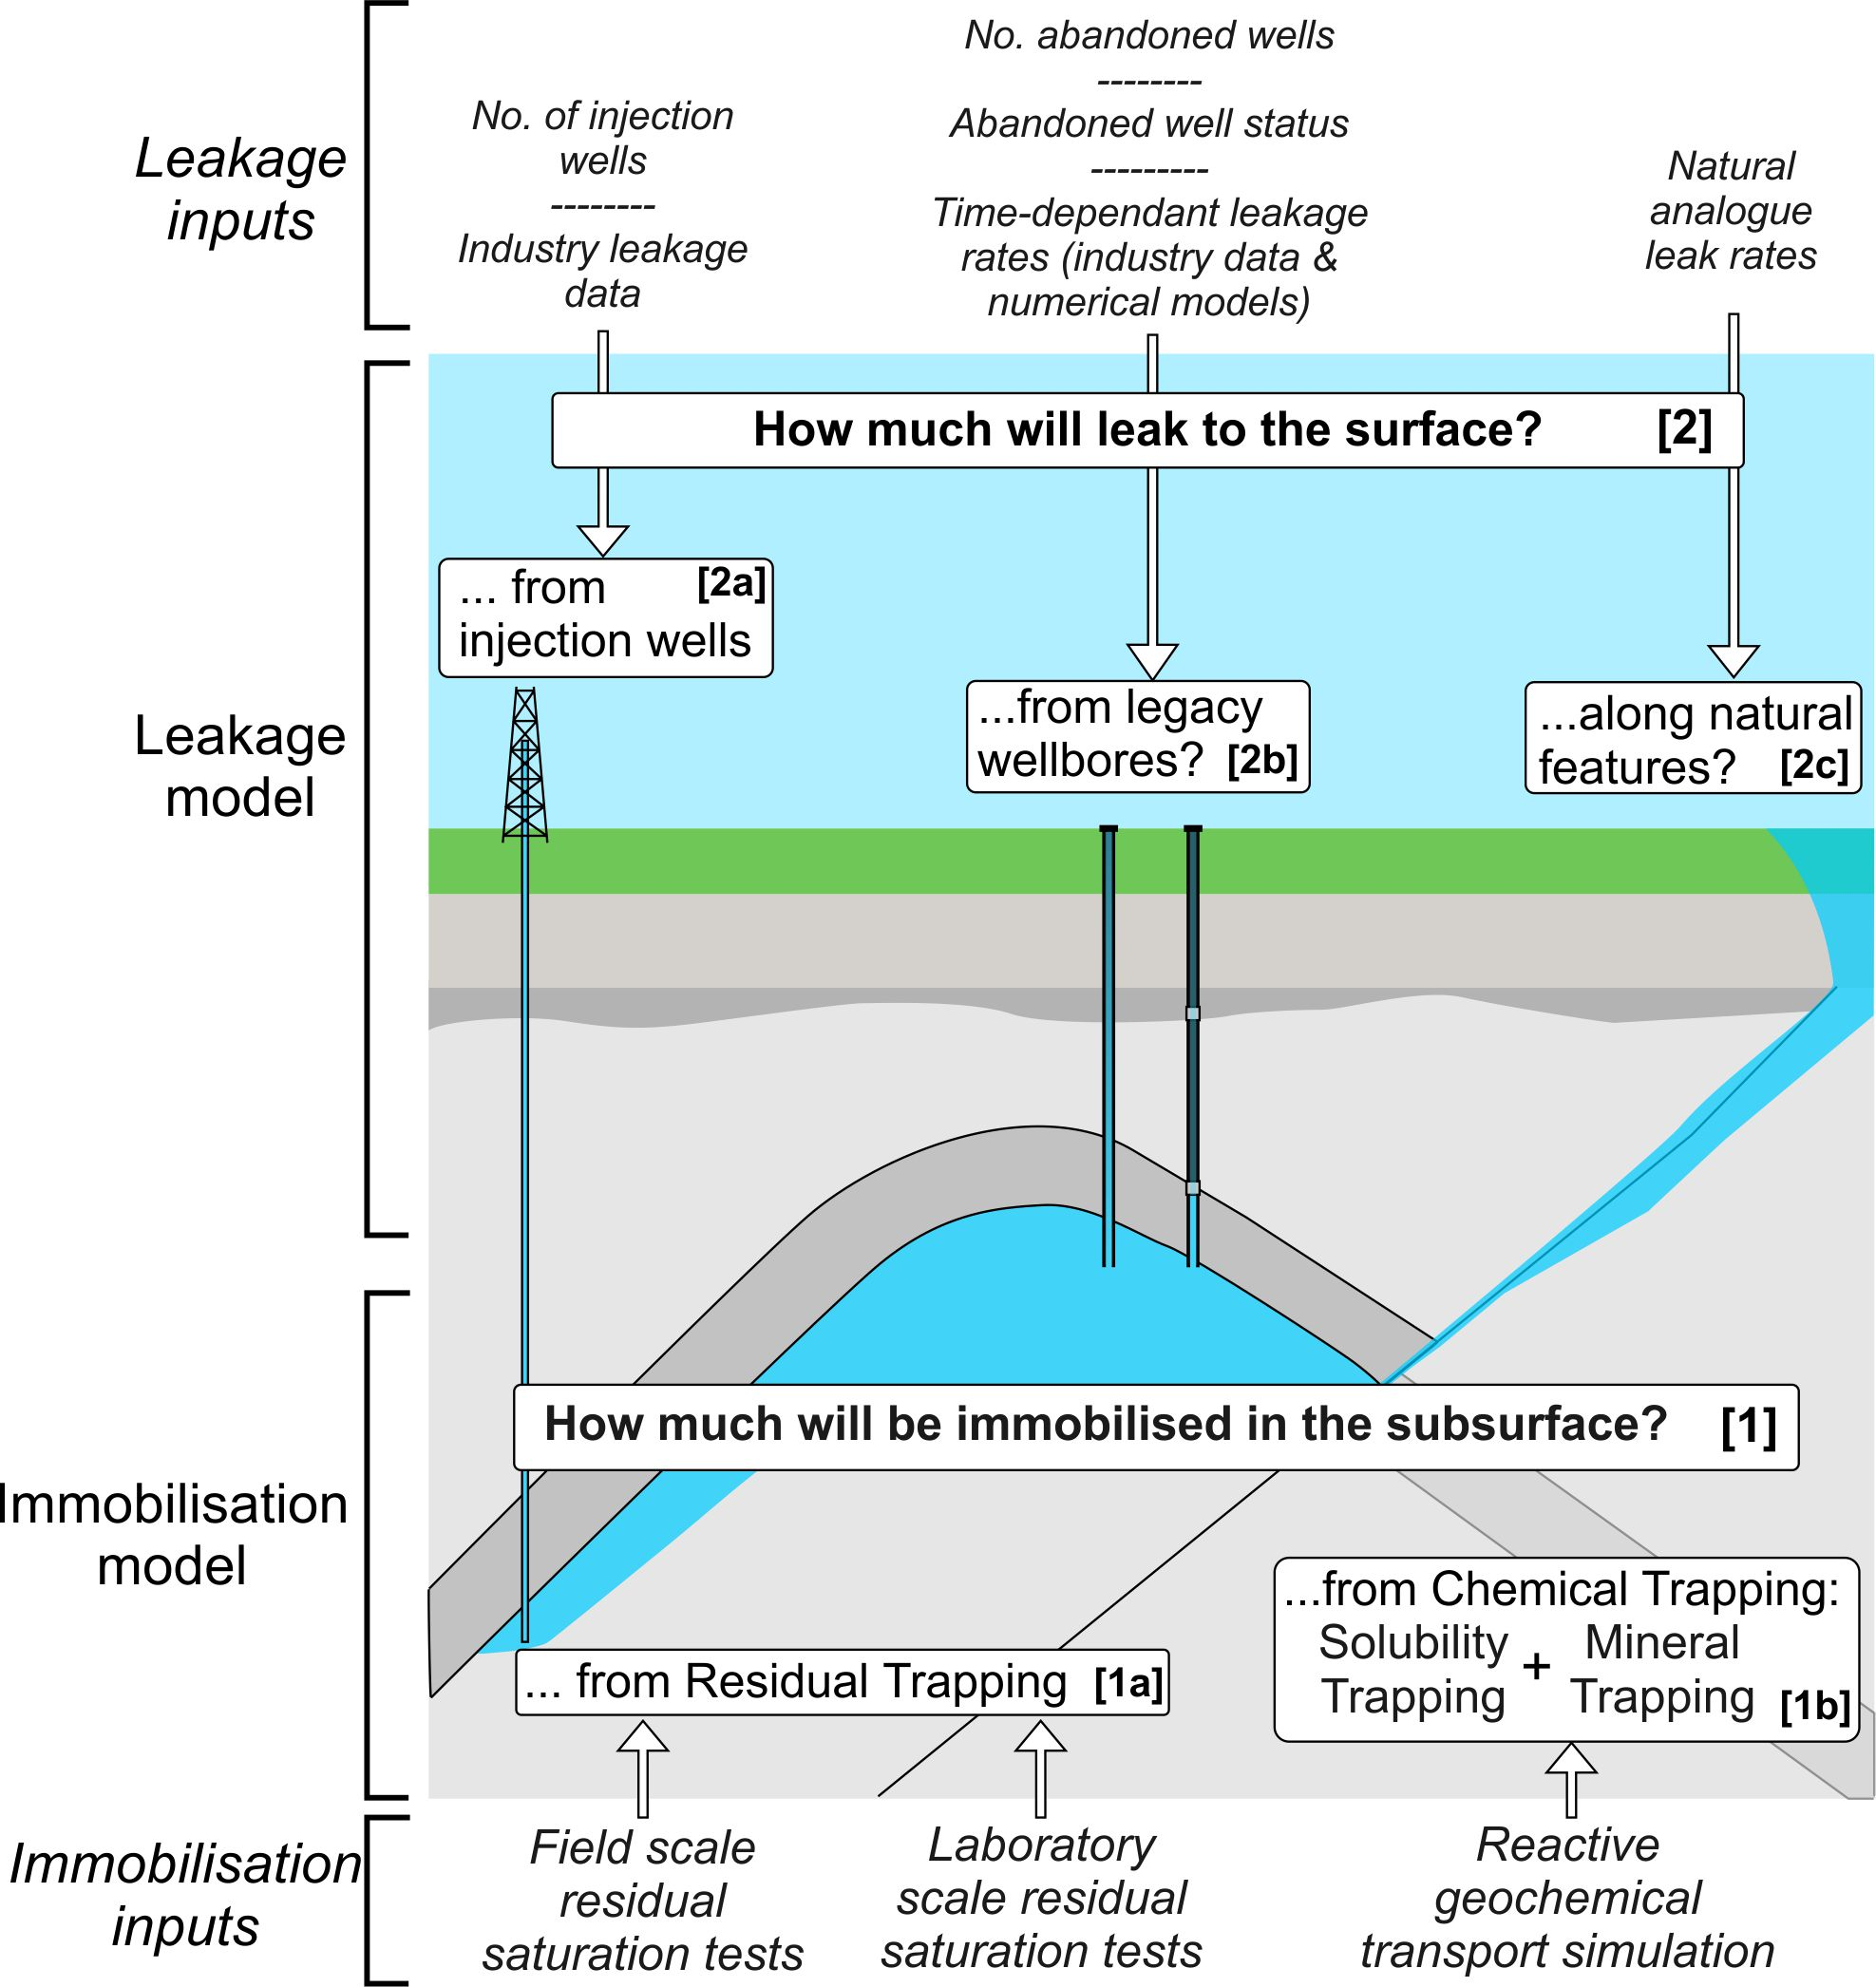 Leakage
inputs
No. of injection
wells
--------
Industry leakage
data
No. abandoned wells
--------
Abandoned well status
---------
Time-dependant leakage
rates (industry data &
numerical models)
Natural
analogue
leak rates
Leakage
model
How much will leak to the surface? [2]
... from [2a]
injection wells
...from legacy
wellbores? [2b]
...along natural
features? [2c]
Immobilisation
model
How much will be immobilised in the subsurface? [1]
... from Residual Trapping [1a]
...from Chemical Trapping:
Solubility + Mineral
Trapping Trapping [1b]
Immobilisation
inputs
Field scale
residual
saturation tests
Laboratory
scale residual
saturation tests
Reactive
geochemical
transport simulation